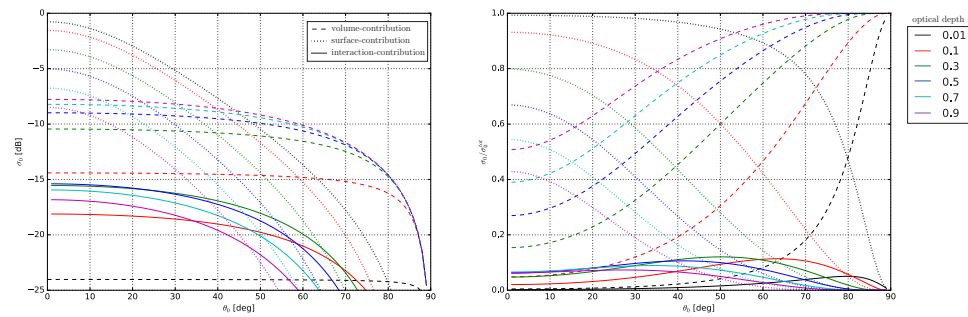 0
−5
−10
−15
−20
−25
σ₀ [dB]
0 10 20 30 40 50 60 70 80 90
θ₀ [deg]
volume-contribution
surface-contribution
interaction-contribution
1.0
0.8
0.6
0.4
0.2
0.0
σ₀/σ₀ᵗᵒᵗ
0 10 20 30 40 50 60 70 80 90
θ₀ [deg]
optical depth
0.01
0.1
0.3
0.5
0.7
0.9